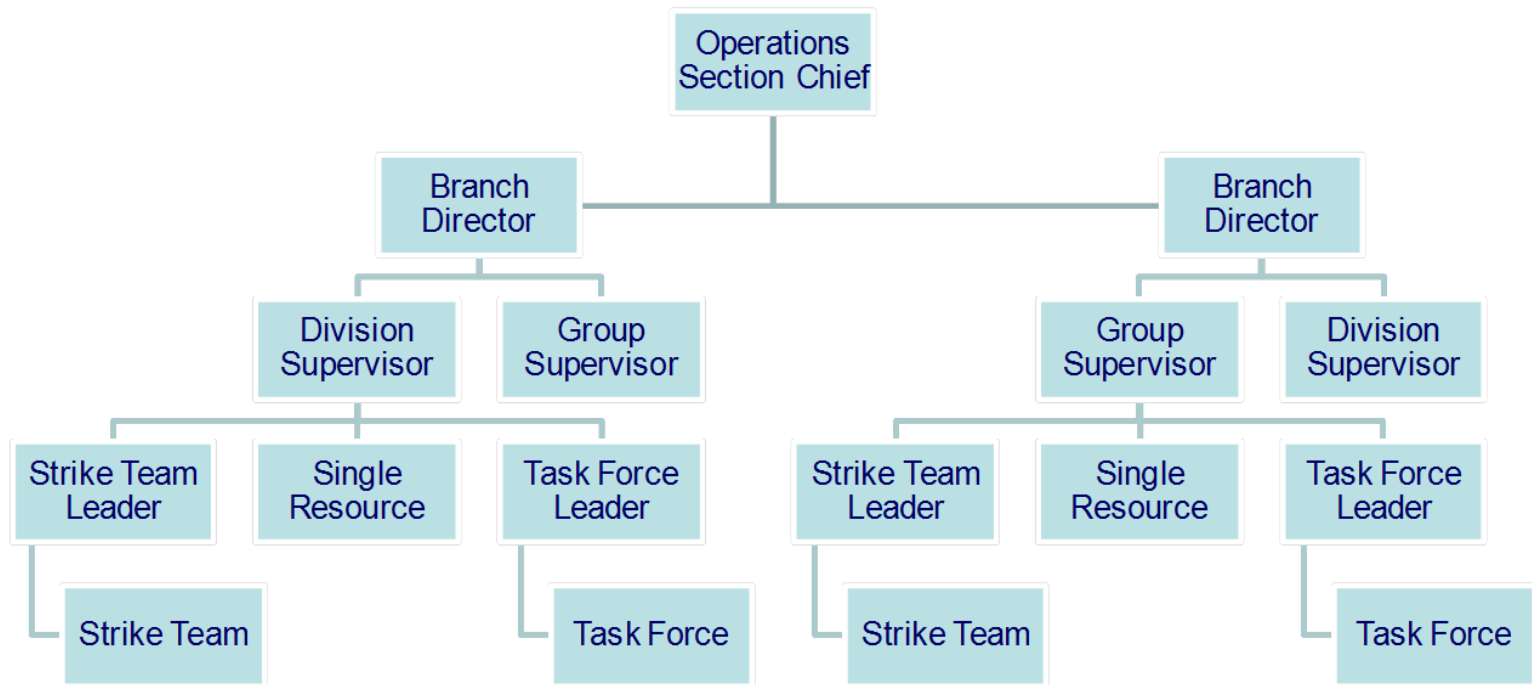 Operations
Section Chief
Branch
Director
Branch
Director
Division
Supervisor
Group
Supervisor
Group
Supervisor
Division
Supervisor
Strike Team
Leader
Single
Resource
Task Force
Leader
Strike Team
Leader
Single
Resource
Task Force
Leader
Strike Team
Task Force
Strike Team
Task Force